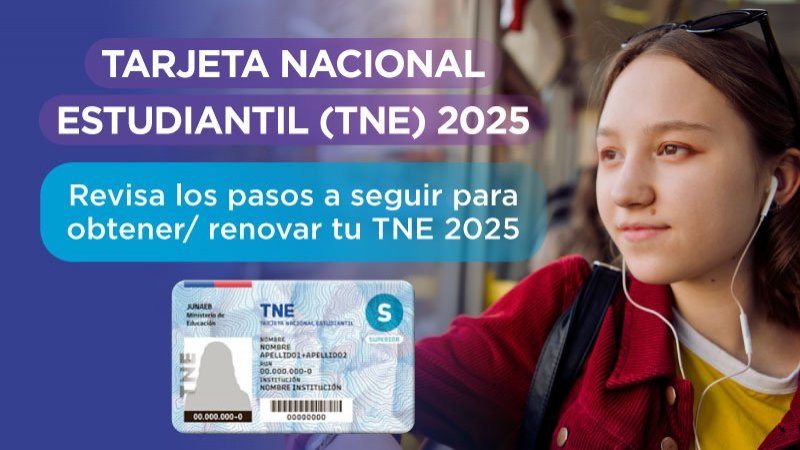 TARJETA NACIONAL
ESTUDIANTIL (TNE) 2025
Revisa los pasos a seguir para
obtener/ renovar tu TNE 2025
JUNAEB
Ministerio de
Educación
TNE
TARJETA NACIONAL ESTUDIANTIL
S
SUPERIOR
TNE
NOMBRE
NOMBRE
APELLIDO1+APELLIDO2
RUN
00.000.000-0
INSTITUCIÓN
NOMBRE INSTITUCIÓN
00.000.000-0
00000000